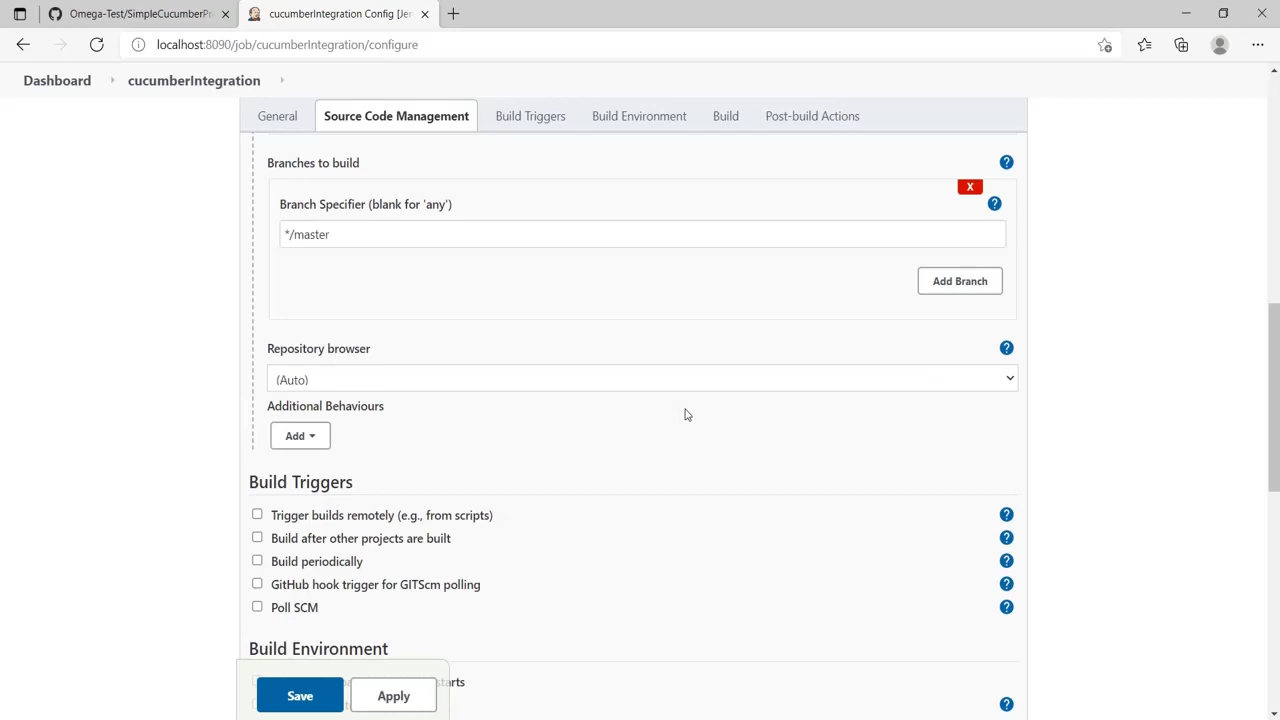 Omega-Test/SimpleCucumberPr
cucumberIntegration Config [Jen
localhost:8090/job/cucumberIntegration/configure
Dashboard
cucumberIntegration
General
Source Code Management
Build Triggers
Build Environment
Build
Post-build Actions
Branches to build
X
Branch Specifier (blank for 'any')
*/master
Add Branch
Repository browser
(Auto)
Additional Behaviours
Add
Build Triggers
Trigger builds remotely (e.g., from scripts)
Build after other projects are built
Build periodically
GitHub hook trigger for GITScm polling
Poll SCM
Build Environment
starts
Save
Apply